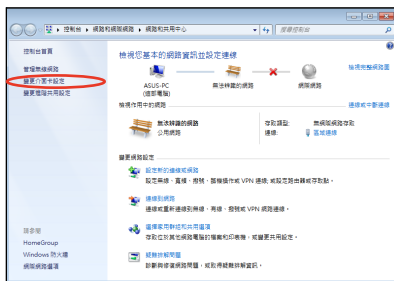 控制台 ▸ 網路和網際網路 ▸ 網路和共用中心
搜尋控制台
控制台首頁
管理無線網路
變更介面卡設定
變更進階共用設定
檢視您基本的網路資訊並設定連線
檢視完整網路圖
ASUS-PC
(這部電腦)
無法辨識的網路
網際網路
檢視作用中的網路
連線或中斷連線
無法辨識的網路
公用網路
存取類型:
無網際網路存取
連線:
區域連線
變更網路設定
設定新的連線或網路
設定無線、寬頻、撥號、臨機操作或 VPN 連線; 或設定路由器或存取點。
連線到網路
連線或重新連線到無線、有線、撥號或 VPN 網路連線。
選擇家用群組和共用選項
存取位於其他網路電腦的檔案和印表機，或變更共用設定。
疑難排解問題
診斷與修復網路問題，或取得疑難排解資訊。
請參閱
HomeGroup
Windows 防火牆
網際網路選項